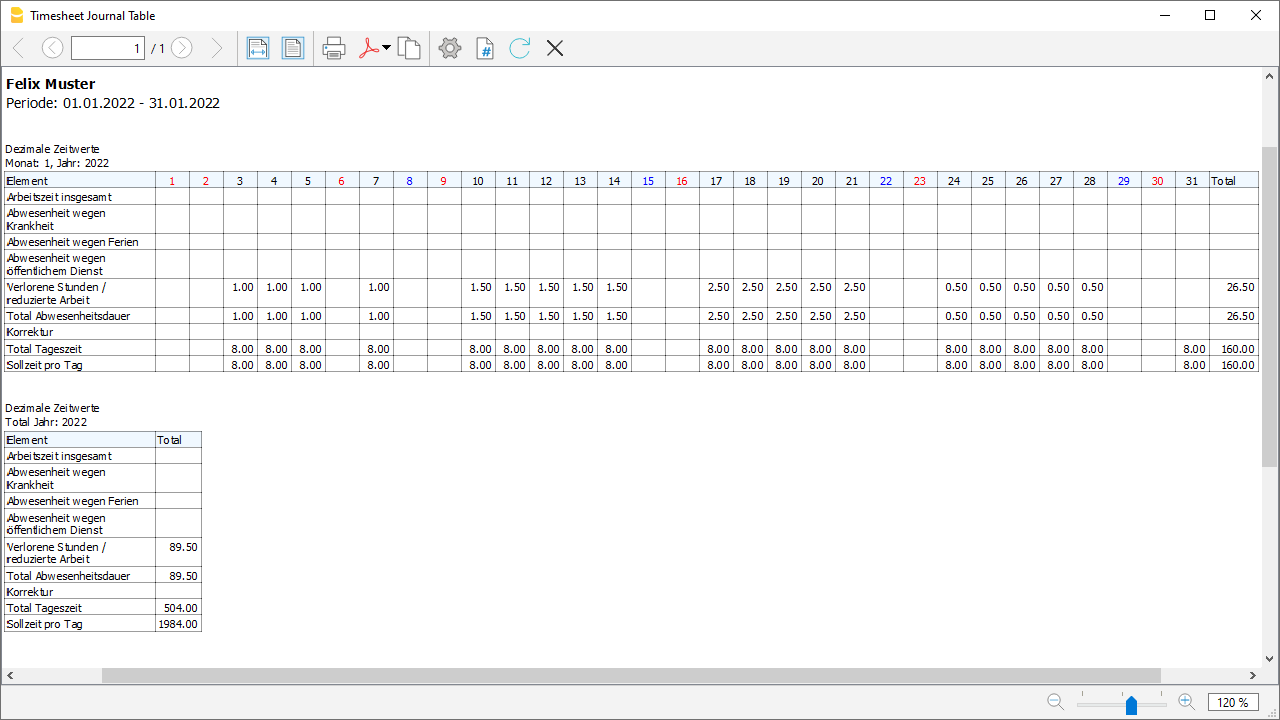 Timesheet Journal Table
1 / 1
Felix Muster
Periode: 01.01.2022 - 31.01.2022
Dezimale Zeitwerte
Monat: 1, Jahr: 2022
Element 1 2 3 4 5 6 7 8 9 10 11 12 13 14 15 16 17 18 19 20 21 22 23 24 25 26 27 28 29 30 31 Total
Arbeitszeit insgesamt
Abwesenheit wegen
Krankheit
Abwesenheit wegen Ferien
Abwesenheit wegen
öffentlichem Dienst
Verlorene Stunden / 1.00 1.00 1.00 1.00 1.50 1.50 1.50 1.50 1.50 2.50 2.50 2.50 2.50 2.50 0.50 0.50 0.50 0.50 0.50 26.50
reduzierte Arbeit
Total Abwesenheitsdauer 1.00 1.00 1.00 1.00 1.50 1.50 1.50 1.50 1.50 2.50 2.50 2.50 2.50 2.50 0.50 0.50 0.50 0.50 0.50 26.50
Korrektur
Total Tageszeit 8.00 8.00 8.00 8.00 8.00 8.00 8.00 8.00 8.00 8.00 8.00 8.00 8.00 8.00 8.00 8.00 8.00 8.00 8.00 8.00 160.00
Sollzeit pro Tag 8.00 8.00 8.00 8.00 8.00 8.00 8.00 8.00 8.00 8.00 8.00 8.00 8.00 8.00 8.00 8.00 8.00 8.00 8.00 8.00 160.00
Dezimale Zeitwerte
Total Jahr: 2022
Element Total
Arbeitszeit insgesamt
Abwesenheit wegen
Krankheit
Abwesenheit wegen Ferien
Abwesenheit wegen
öffentlichem Dienst
Verlorene Stunden / 89.50
reduzierte Arbeit
Total Abwesenheitsdauer 89.50
Korrektur
Total Tageszeit 504.00
Sollzeit pro Tag 1984.00
120 %